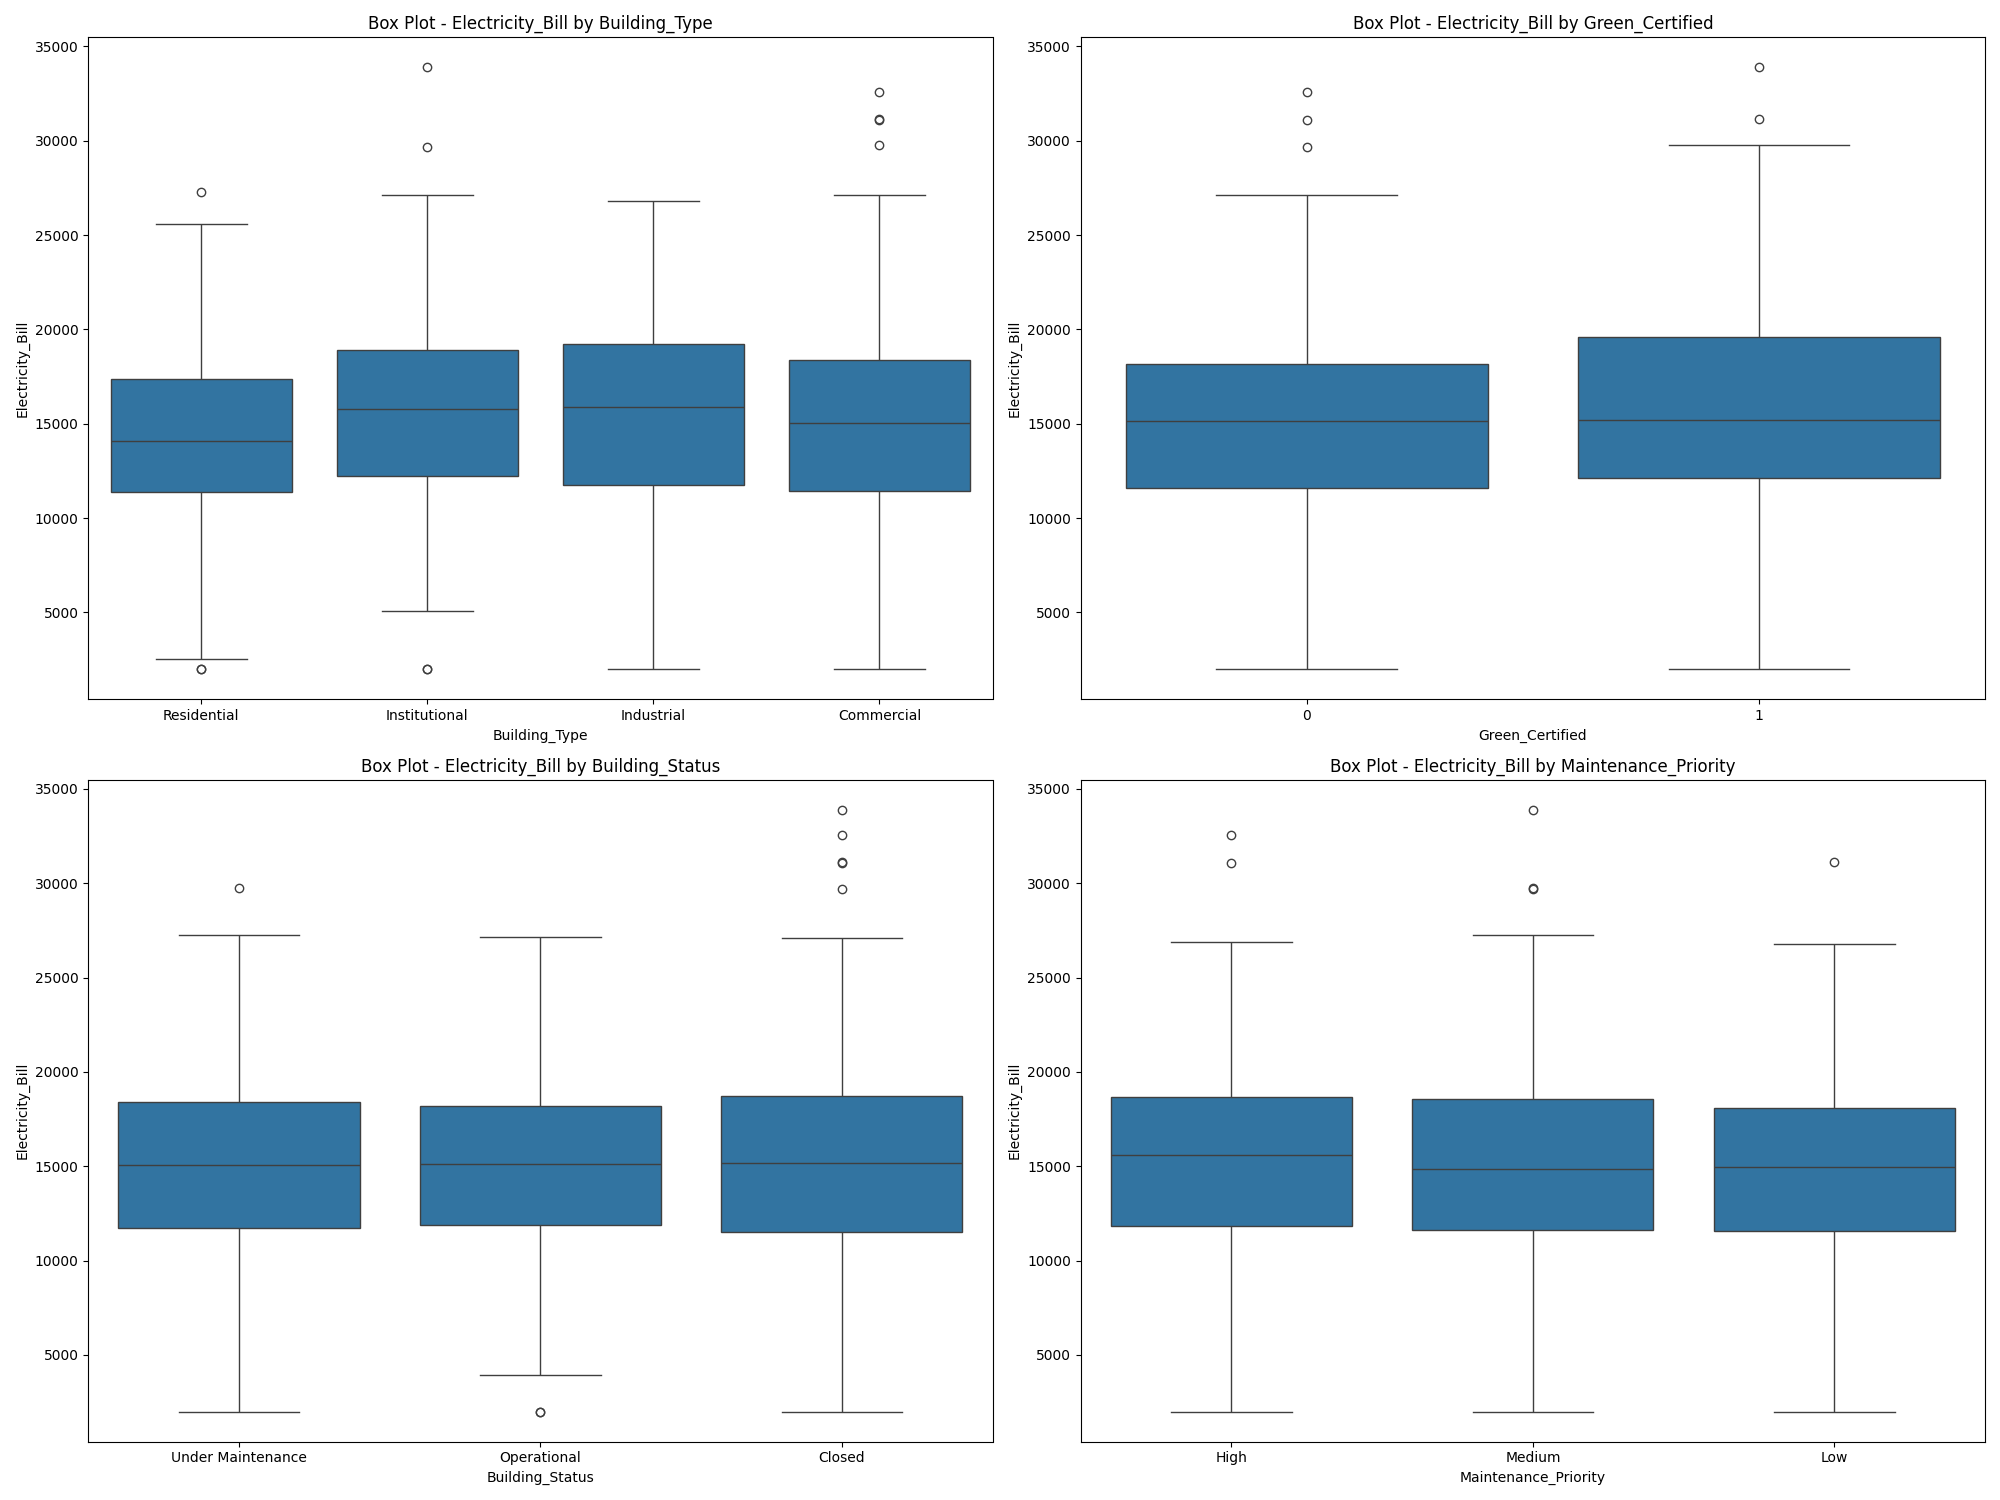 Box Plot - Electricity_Bill by Building_Type
35000
30000
25000
20000
15000
10000
5000
Electricity_Bill
Residential Institutional Industrial Commercial
Building_Type
Box Plot - Electricity_Bill by Green_Certified
35000
30000
25000
20000
15000
10000
5000
Electricity_Bill
0 1
Green_Certified
Box Plot - Electricity_Bill by Building_Status
35000
30000
25000
20000
15000
10000
5000
Electricity_Bill
Under Maintenance Operational Closed
Building_Status
Box Plot - Electricity_Bill by Maintenance_Priority
35000
30000
25000
20000
15000
10000
5000
Electricity_Bill
High Medium Low
Maintenance_Priority